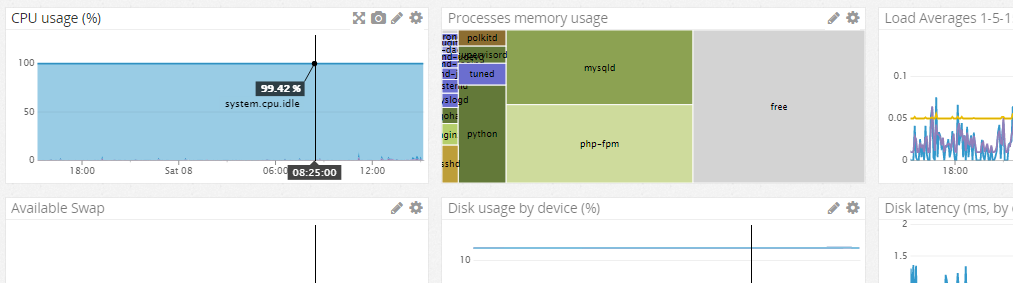 CPU usage (%)
100
50
0
99.42 %
system.cpu.idle
18:00
Sat 08
06:00
08:25:00
12:00
Processes memory usage
polkitd
tuned
python
mysqld
php-fpm
free
Load Averages 1-5-1
0.1
0.05
0
18:00
Available Swap
Disk usage by device (%)
10
Disk latency (ms, by
2
1.5